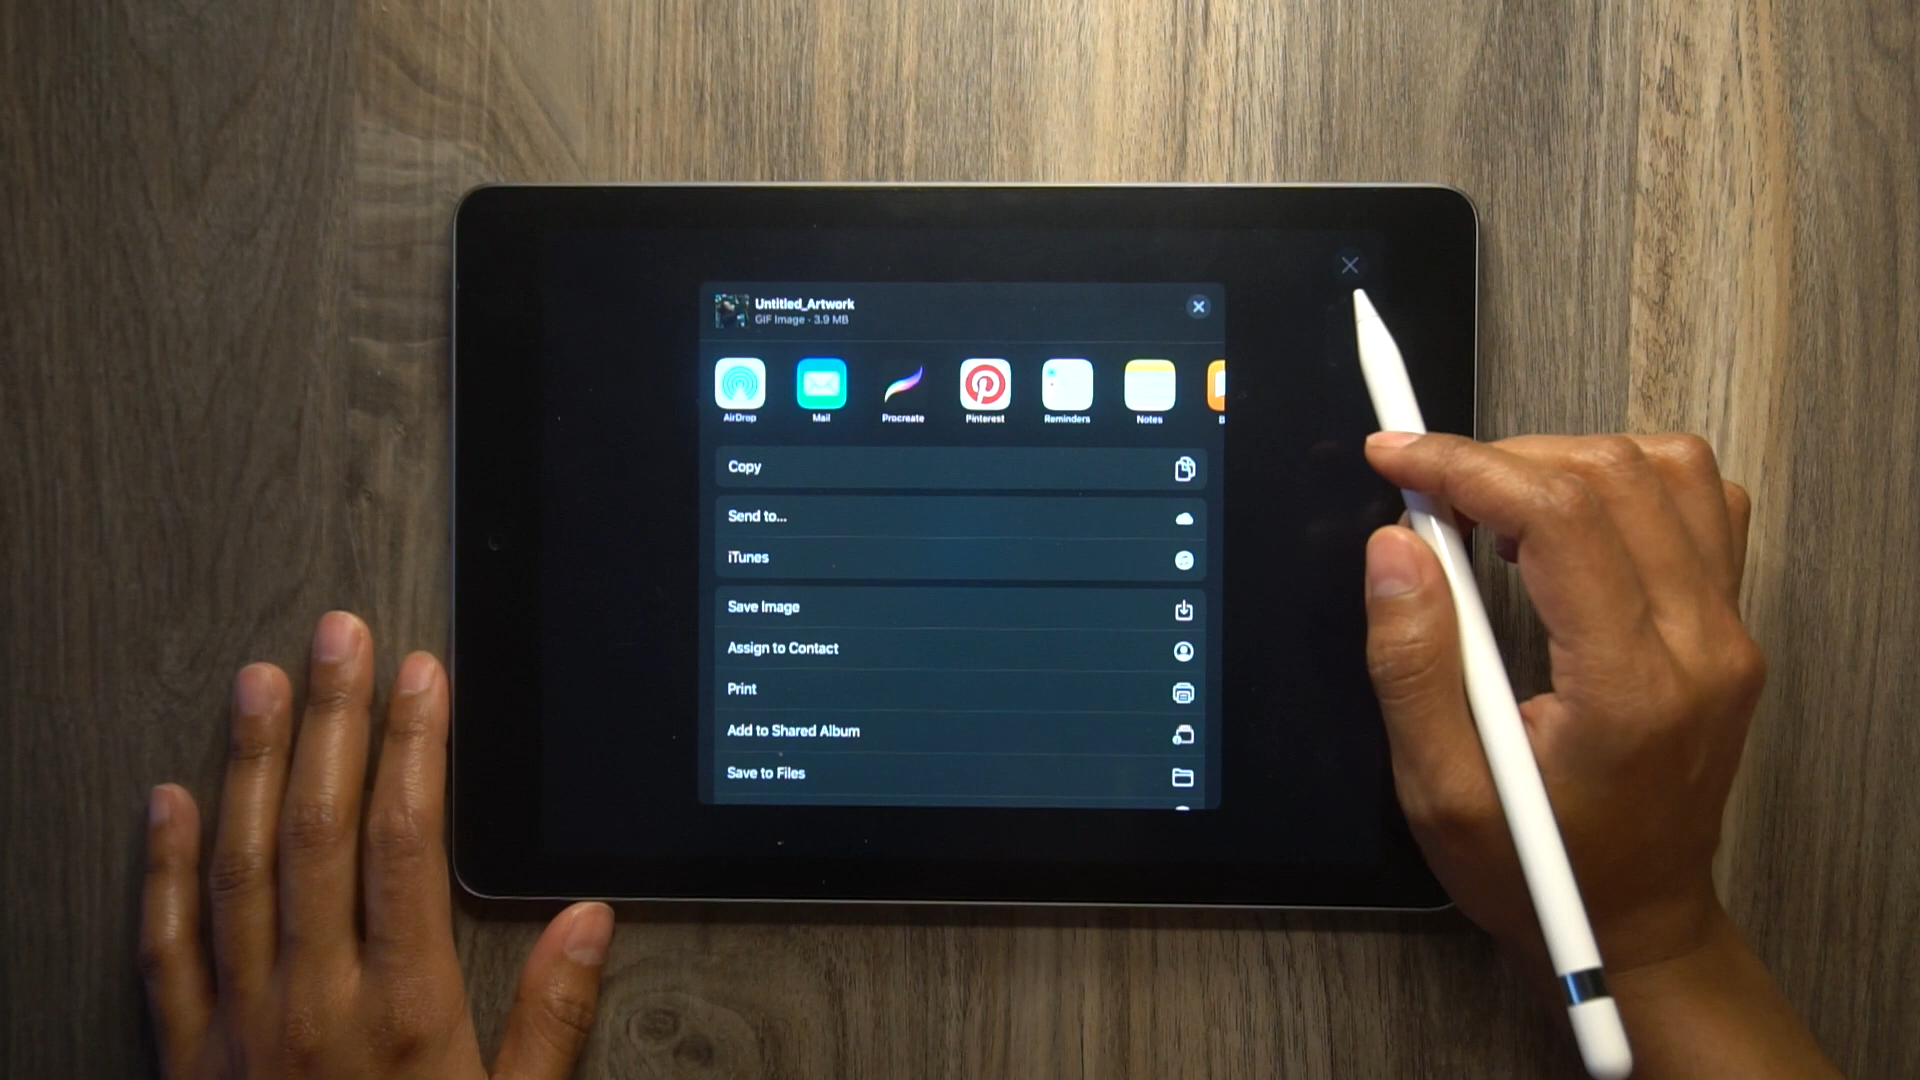 Untitled_Artwork
GIF Image · 3.9 MB
AirDrop
Mail
Procreate
Pinterest
Reminders
Notes
B
Copy
Send to...
iTunes
Save Image
Assign to Contact
Print
Add to Shared Album
Save to Files